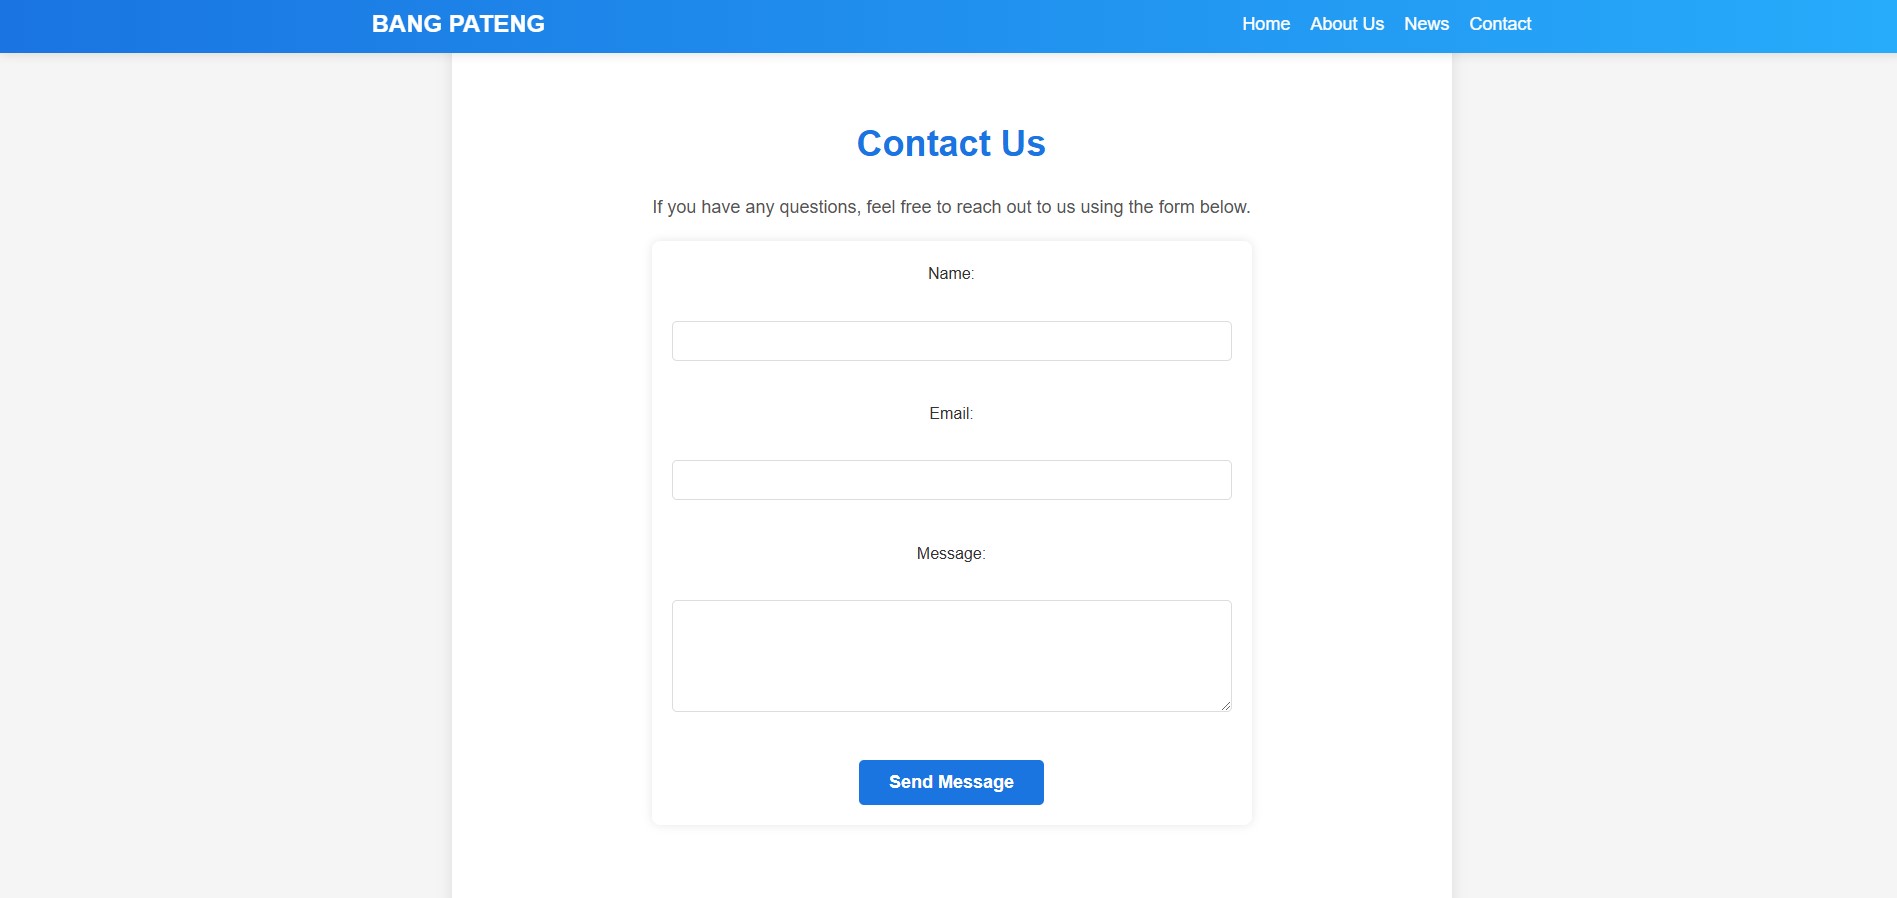 BANG PATENG
Home About Us News Contact
Contact Us
If you have any questions, feel free to reach out to us using the form below.
Name:
Email:
Message:
Send Message